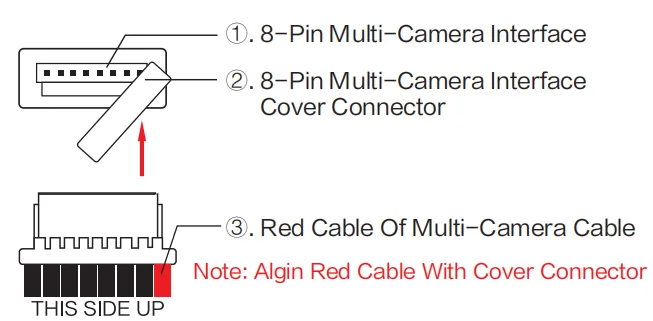 ①. 8-Pin Multi-Camera Interface
②. 8-Pin Multi-Camera Interface
Cover Connector
③. Red Cable Of Multi-Camera Cable
Note: Algin Red Cable With Cover Connector
THIS SIDE UP